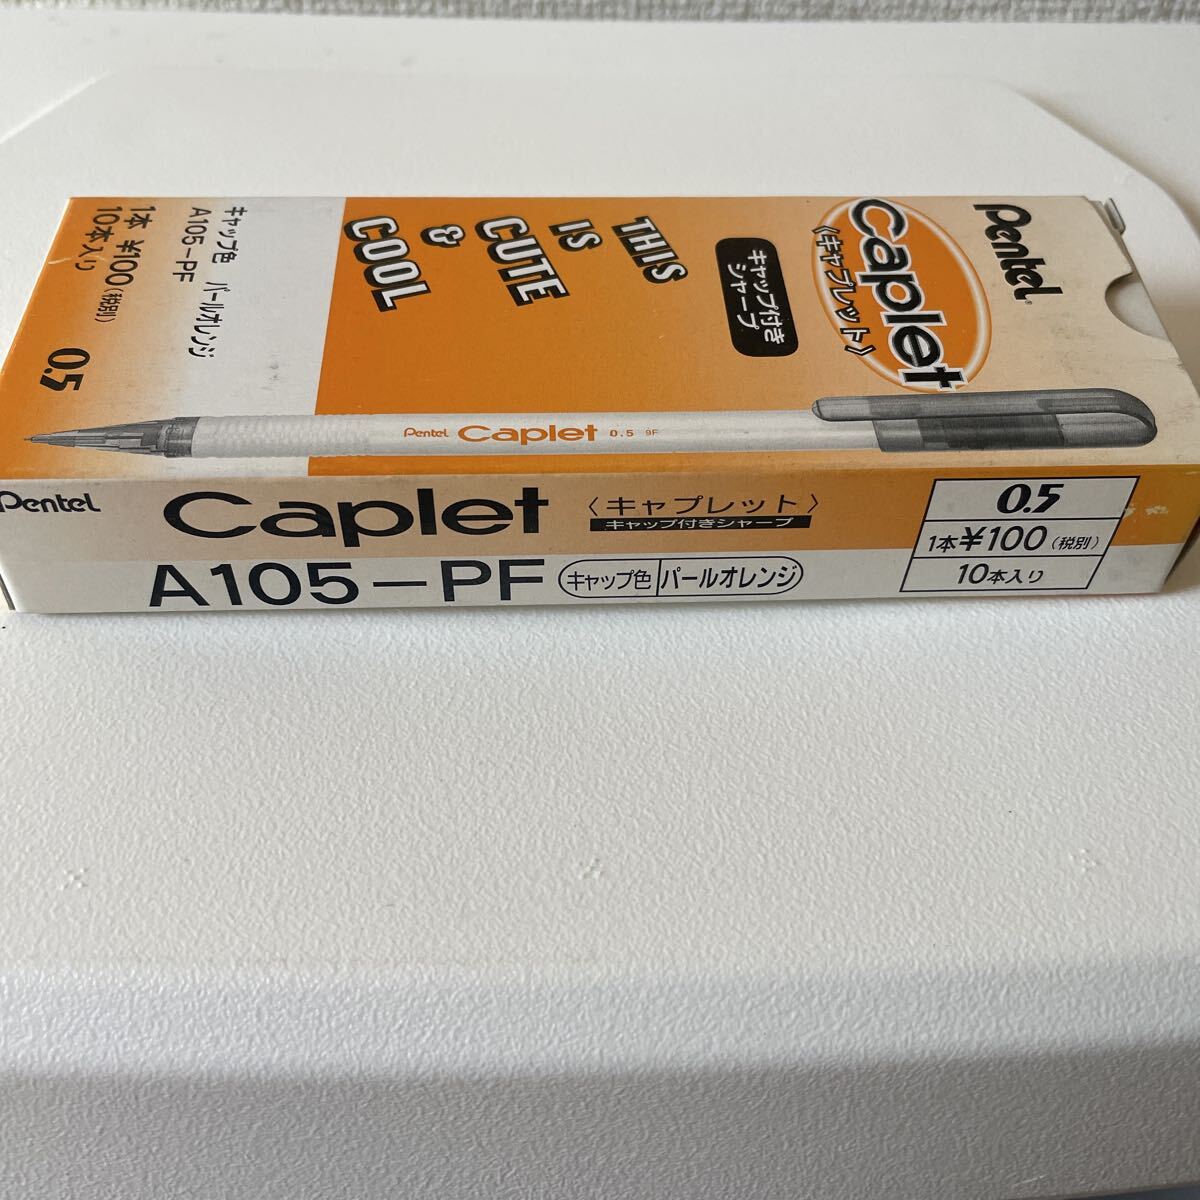 Pentel
Caplet
〈キャプレット〉
キャップ付き
シャープ
THIS
IS
CUTE
&
COOL
キャップ色 パールオレンジ
A105-PF
1本 ¥100(税別)
10本入り
0.5
Pentel Caplet 0.5 9F
Pentel
Caplet
〈キャプレット〉
キャップ付きシャープ
A105-PF
キャップ色 パールオレンジ
0.5
1本¥100(税別)
10本入り